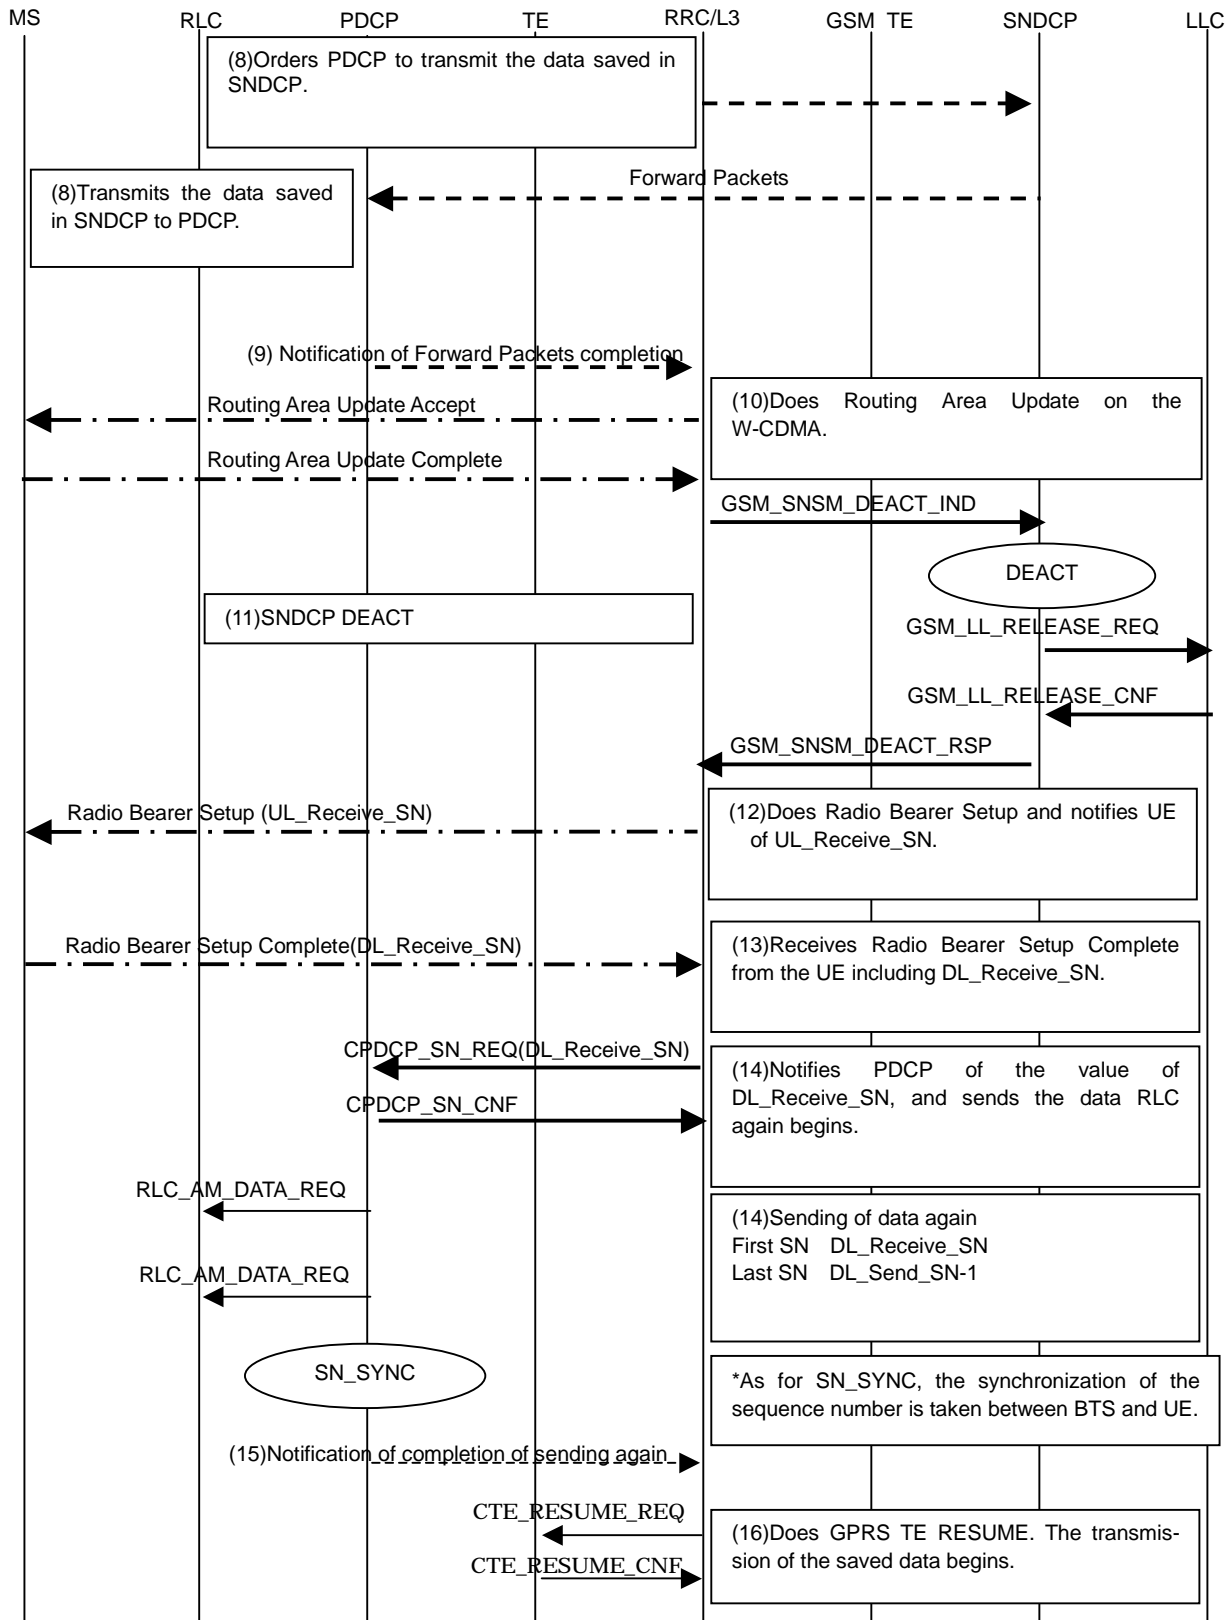 MS RLC PDCP TE RRC/L3 GSM TE SNDCP LLC
(8)Orders PDCP to transmit the data saved in
SNDCP.
Forward Packets
(8)Transmits the data saved
in SNDCP to PDCP.
(9) Notification of Forward Packets completion
Routing Area Update Accept
(10)Does Routing Area Update on the
W-CDMA.
Routing Area Update Complete
GSM_SNSM_DEACT_IND
DEACT
(11)SNDCP DEACT
GSM_LL_RELEASE_REQ
GSM_LL_RELEASE_CNF
GSM_SNSM_DEACT_RSP
Radio Bearer Setup (UL_Receive_SN)
(12)Does Radio Bearer Setup and notifies UE
of UL_Receive_SN.
Radio Bearer Setup Complete(DL_Receive_SN)
(13)Receives Radio Bearer Setup Complete
from the UE including DL_Receive_SN.
CPDCP_SN_REQ(DL_Receive_SN)
(14)Notifies PDCP of the value of
DL_Receive_SN, and sends the data RLC
again begins.
CPDCP_SN_CNF
RLC_AM_DATA_REQ
(14)Sending of data again
First SN DL_Receive_SN
Last SN DL_Send_SN-1
RLC_AM_DATA_REQ
SN_SYNC
*As for SN_SYNC, the synchronization of the
sequence number is taken between BTS and UE.
(15)Notification of completion of sending again
CTE_RESUME_REQ
(16)Does GPRS TE RESUME. The transmis-
sion of the saved data begins.
CTE_RESUME_CNF